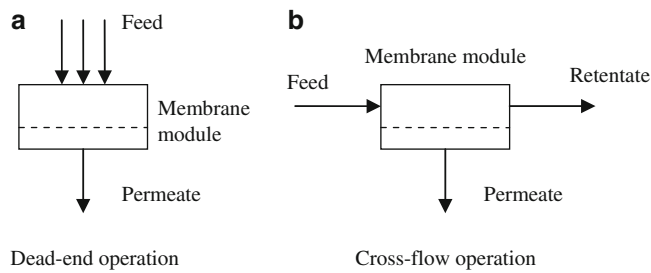 a
Feed
Membrane
module
Permeate
Dead-end operation
b
Membrane module
Feed
Retentate
Permeate
Cross-flow operation